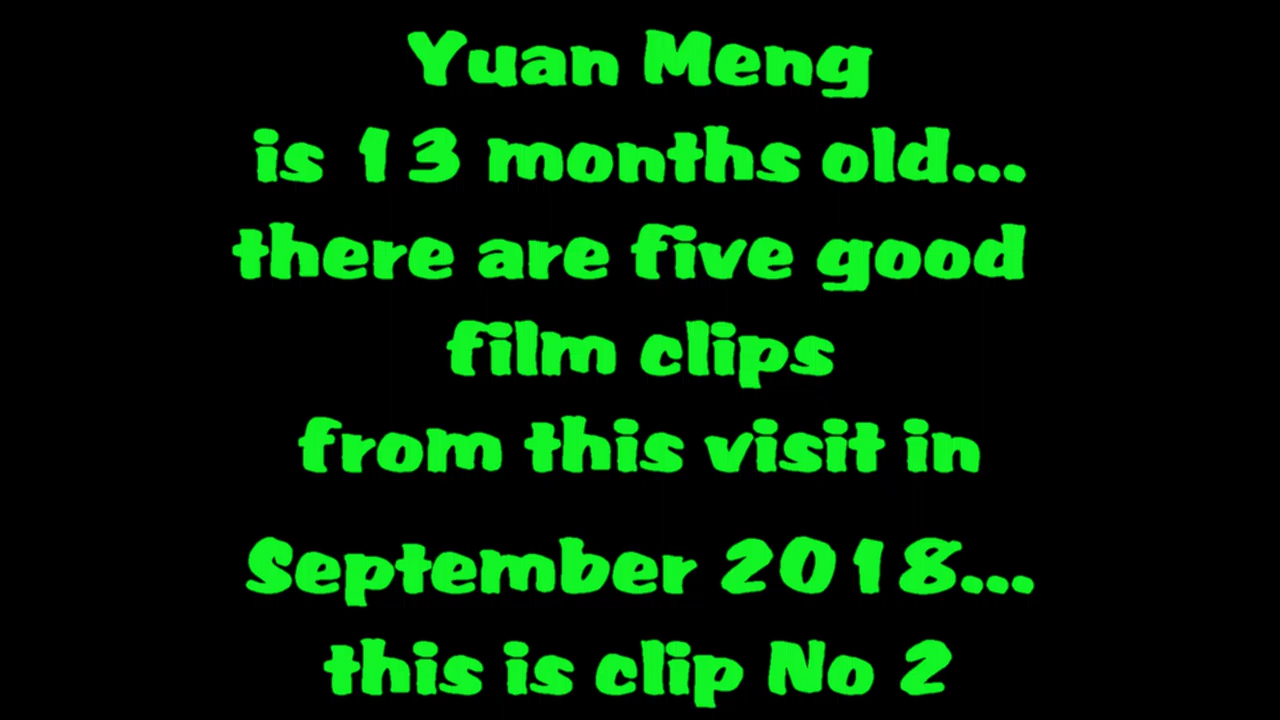 Yuan Meng
is 13 months old...
there are five good
film clips
from this visit in
September 2018...
this is clip No 2